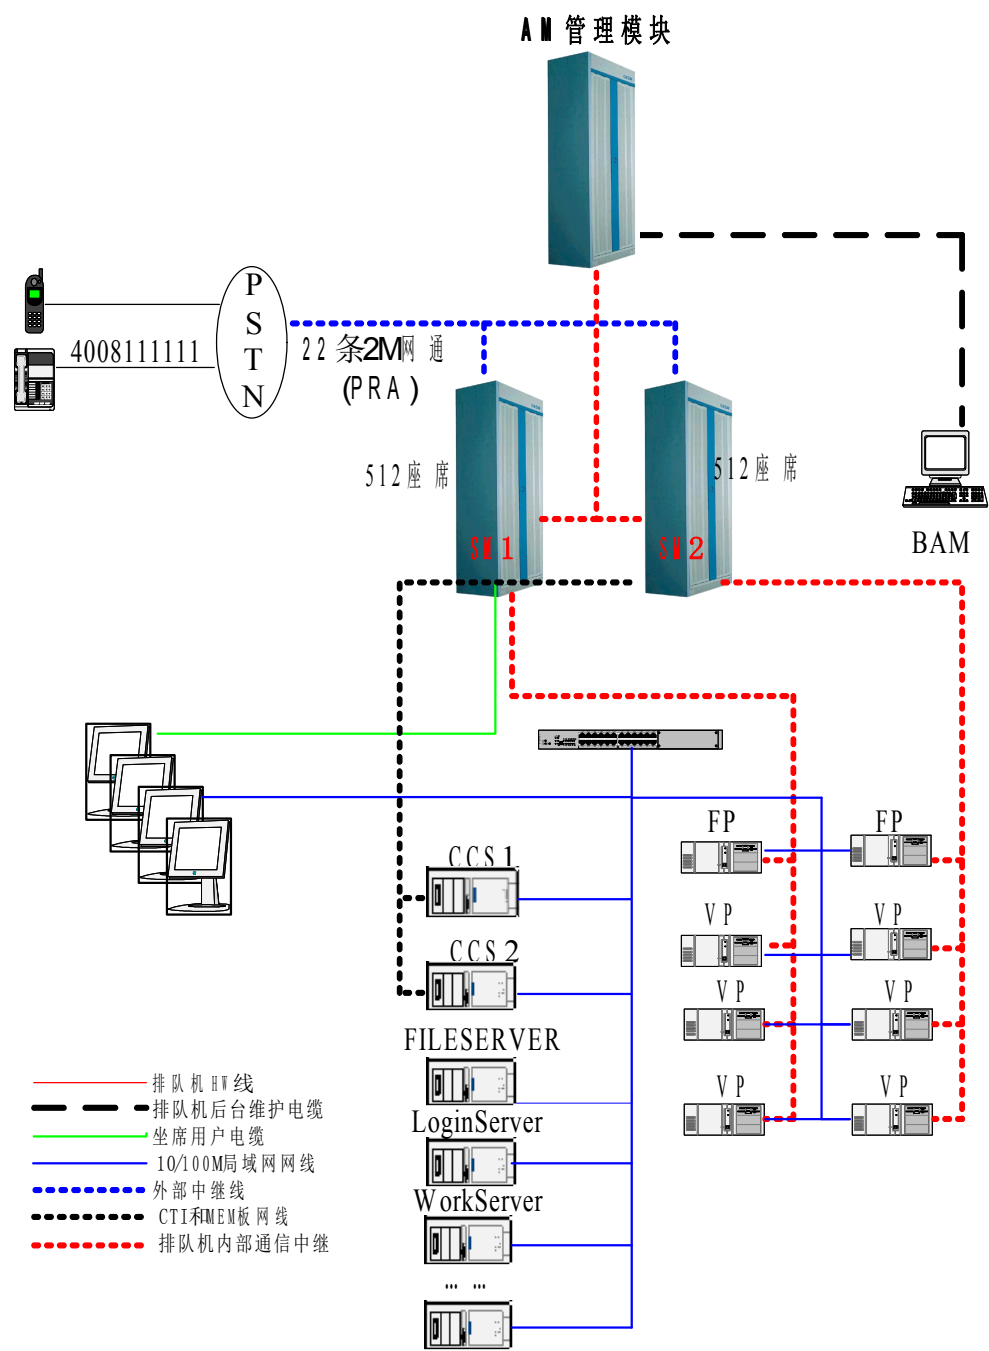 AM管理模块
PSTN
4008111111
22条2M网通
(PRA)
512座席
512座席
SM1
SM2
BAM
CCS1
CCS2
FILESERVER
LoginServer
WorkServer
... ...
FP
FP
VP
VP
VP
VP
VP
VP
排队机HW线
排队机后台维护电缆
坐席用户电缆
10/100M局域网网线
外部中继线
CTI和MEM板网线
排队机内部通信中继